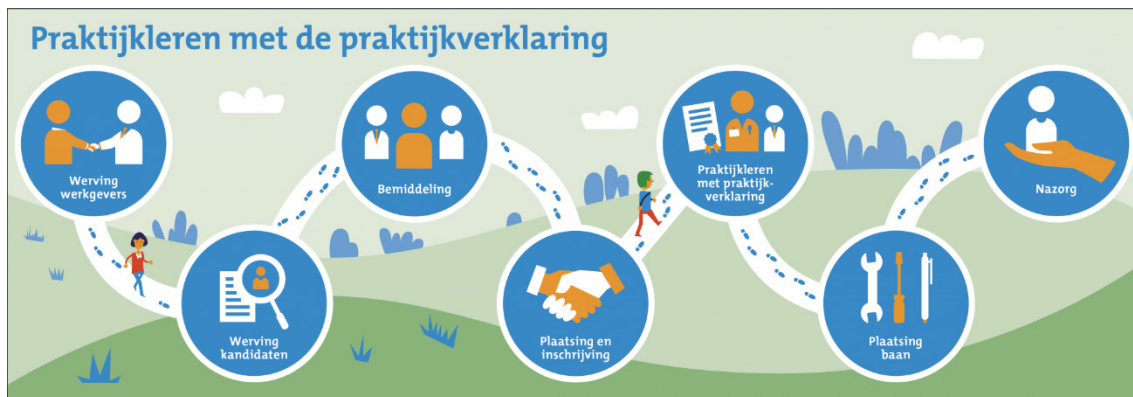 Praktijkleren met de praktijkverklaring
Werving
werkgevers
Werving
kandidaten
Bemiddeling
Plaatsing en
inschrijving
Praktijkleren
met praktijk-
verklaring
Plaatsing
baan
Nazorg